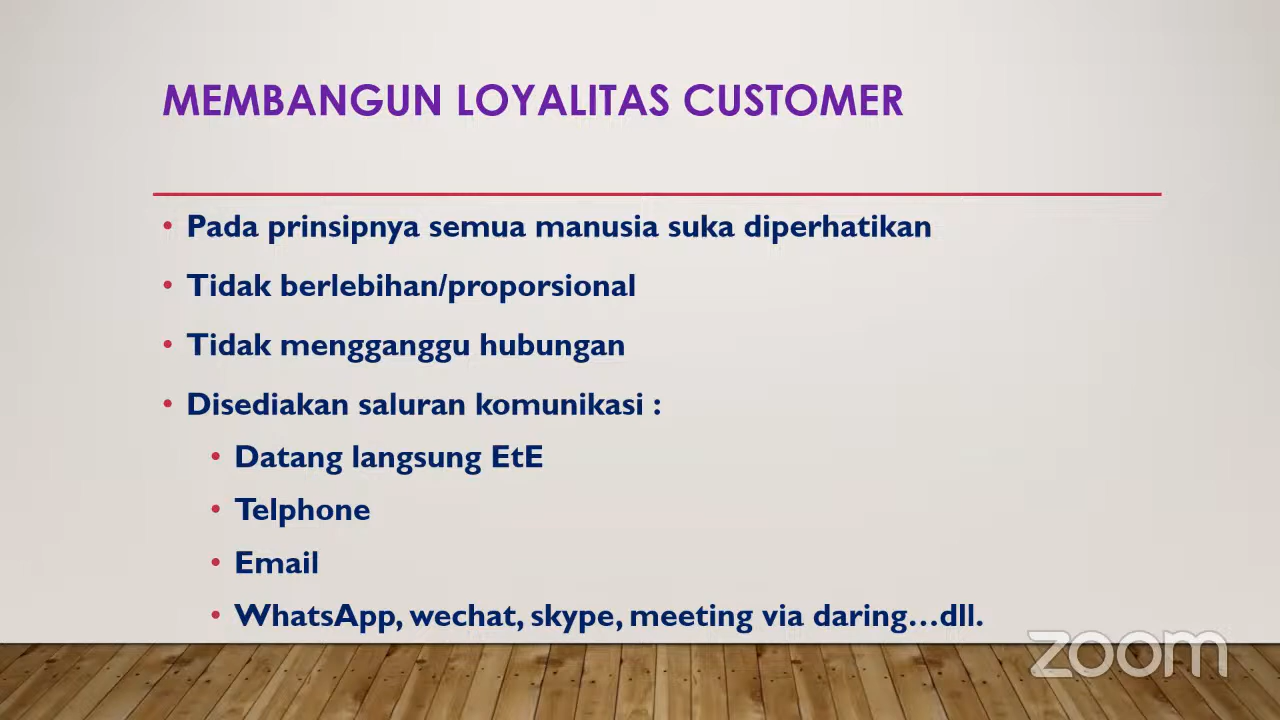 MEMBANGUN LOYALITAS CUSTOMER
• Pada prinsipnya semua manusia suka diperhatikan
• Tidak berlebihan/proporsional
• Tidak mengganggu hubungan
• Disediakan saluran komunikasi :
• Datang langsung EtE
• Telphone
• Email
• WhatsApp, wechat, skype, meeting via daring...dll.
zoom